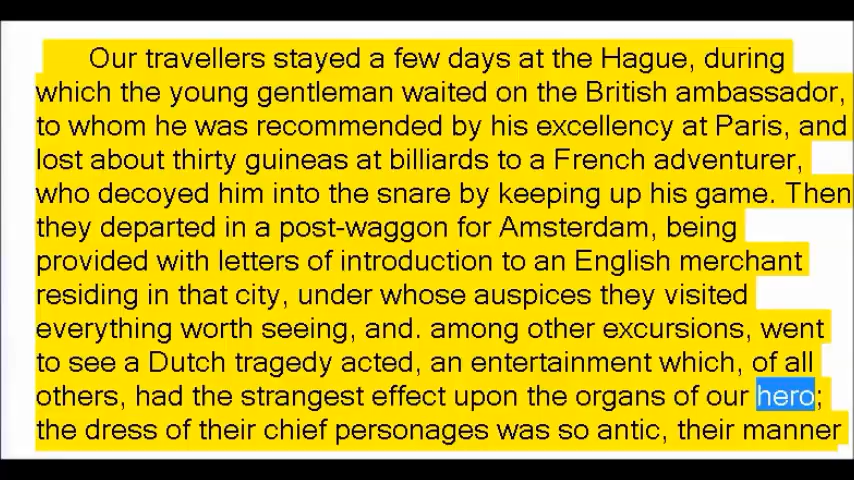 Our travellers stayed a few days at the Hague, during
which the young gentleman waited on the British ambassador,
to whom he was recommended by his excellency at Paris, and
lost about thirty guineas at billiards to a French adventurer,
who decoyed him into the snare by keeping up his game. Then
they departed in a post-waggon for Amsterdam, being
provided with letters of introduction to an English merchant
residing in that city, under whose auspices they visited
everything worth seeing, and. among other excursions, went
to see a Dutch tragedy acted, an entertainment which, of all
others, had the strangest effect upon the organs of our hero;
the dress of their chief personages was so antic, their manner